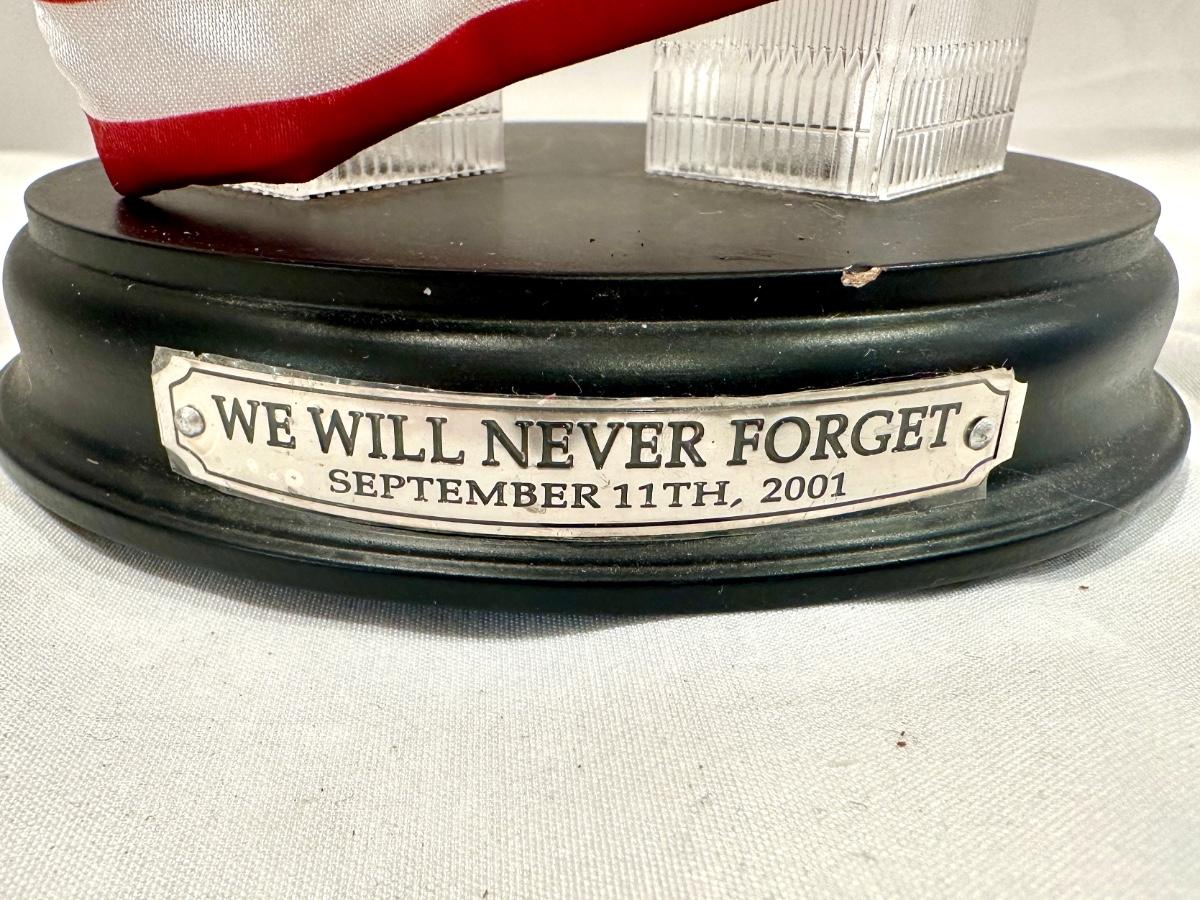 WE WILL NEVER FORGET
SEPTEMBER 11TH, 2001